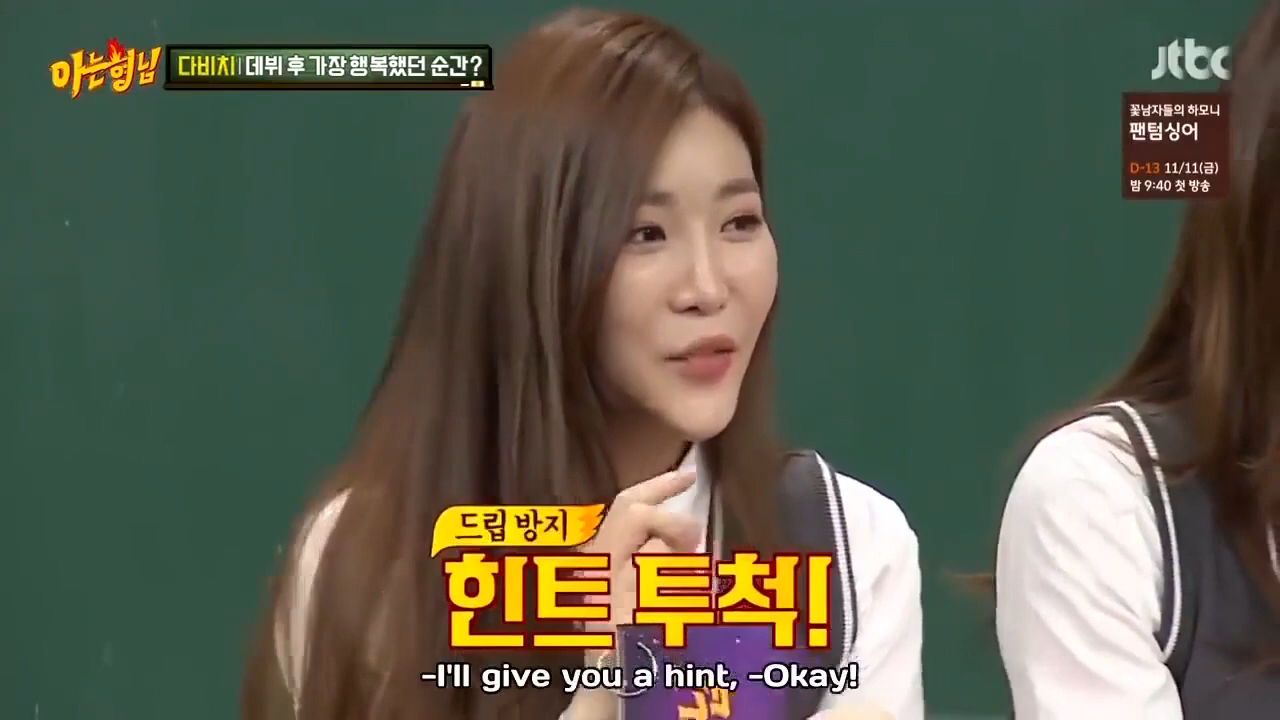 아는형님
다비치 데뷔 후 가장 행복했던 순간?
jtbc
꽃남자들의 하모니
팬텀싱어
D-13 11/11(금)
밤 9:40 첫 방송
드립 방지
힌트 투척!
-I'll give you a hint, -Okay!